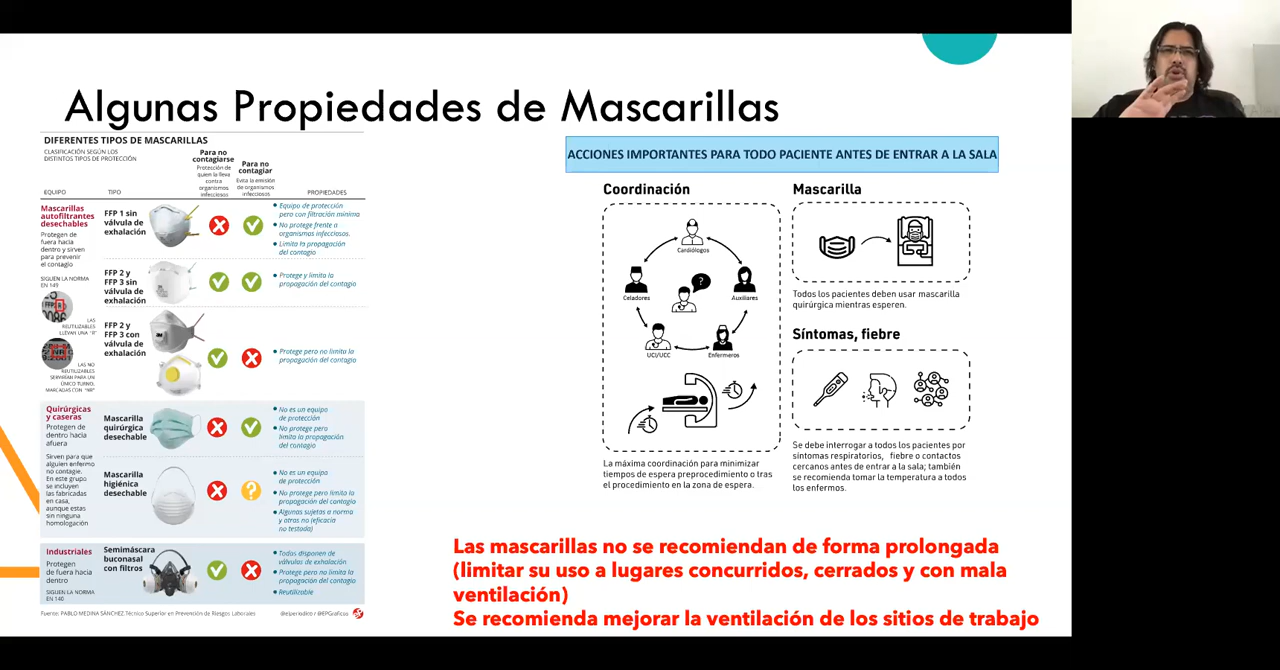 Algunas Propiedades de Mascarillas
DIFERENTES TIPOS DE MASCARILLAS
CLASIFICACIÓN SEGÚN LOS
DISTINTOS TIPOS DE PROTECCIÓN
Para no
contagiarse
Protección de
quien la lleva
contra
organismos
infecciosos
Para no
contagiar
Evita la emisión
de organismos
infecciosos
EQUIPO
TIPO
PROPIEDADES
Mascarillas
autofiltrantes
desechables
Protegen de
fuera hacia
dentro y sirven
para prevenir
el contagio
SIGUEN LA NORMA
EN 149
LAS
REUTILIZABLES
LLEVAN UNA "R"
LAS NO
REUTILIZABLES
SERVIRÍAN PARA UN
ÚNICO TURNO,
MARCADAS CON "NR"
FFP 1 sin
válvula de
exhalación
• Equipo de protección
pero con filtración mínima
• No protege frente a
organismos infecciosos.
• Limita la propagación
del contagio
FFP 2 y
FFP 3 sin
válvula de
exhalación
• Protege y limita la
propagación del contagio
FFP 2 y
FFP 3 con
válvula de
exhalación
• Protege pero no limita la
propagación del contagio
Quirúrgicas
y caseras
Protegen de
dentro hacia
afuera
Sirven para que
alguien enfermo
no contagie.
En este grupo
se incluyen
las fabricadas
en casa,
aunque estas
sin ninguna
homologación
Mascarilla
quirúrgica
desechable
• No es un equipo
de protección
• No protege pero
limita la propagación
del contagio
Mascarilla
higiénica
desechable
?
• No es un equipo
de protección
• No protege pero limita la
propagación del contagio
• Algunas sujetas a norma
y otras no (eficacia
no testada)
Industriales
Protegen
de fuera hacia
dentro
SIGUEN LA NORMA
EN 140
Semimáscara
buconasal
con filtros
• Todas disponen de
válvulas de exhalación
• Protege pero no limita la
propagación del contagio
• Reutilizable
Fuente: PABLO MEDINA SÁNCHEZ. Técnico Superior en Prevención de Riesgos Laborales
@elperiodico y @EPGraficos
ACCIONES IMPORTANTES PARA TODO PACIENTE ANTES DE ENTRAR A LA SALA
Coordinación
Cardiólogos
Celadores
?
Auxiliares
UCI/UCC
Enfermeros
La máxima coordinación para minimizar
tiempos de espera preprocedimiento o tras
el procedimiento en la zona de espera.
Mascarilla
Todos los pacientes deben usar mascarilla
quirúrgica mientras esperen.
Síntomas, fiebre
Se debe interrogar a todos los pacientes por
síntomas respiratorios, fiebre o contactos
cercanos antes de entrar a la sala; también
se recomienda tomar la temperatura a todos
los enfermos.
Las mascarillas no se recomiendan de forma prolongada
(limitar su uso a lugares concurridos, cerrados y con mala
ventilación)
Se recomienda mejorar la ventilación de los sitios de trabajo